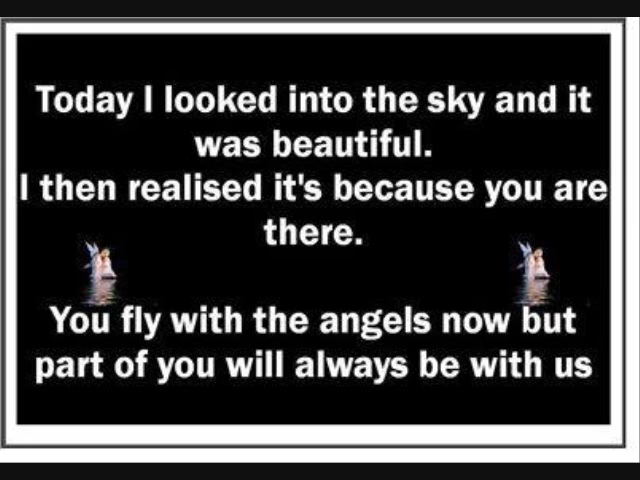 Today I looked into the sky and it
was beautiful.
I then realised it's because you are
there.
You fly with the angels now but
part of you will always be with us